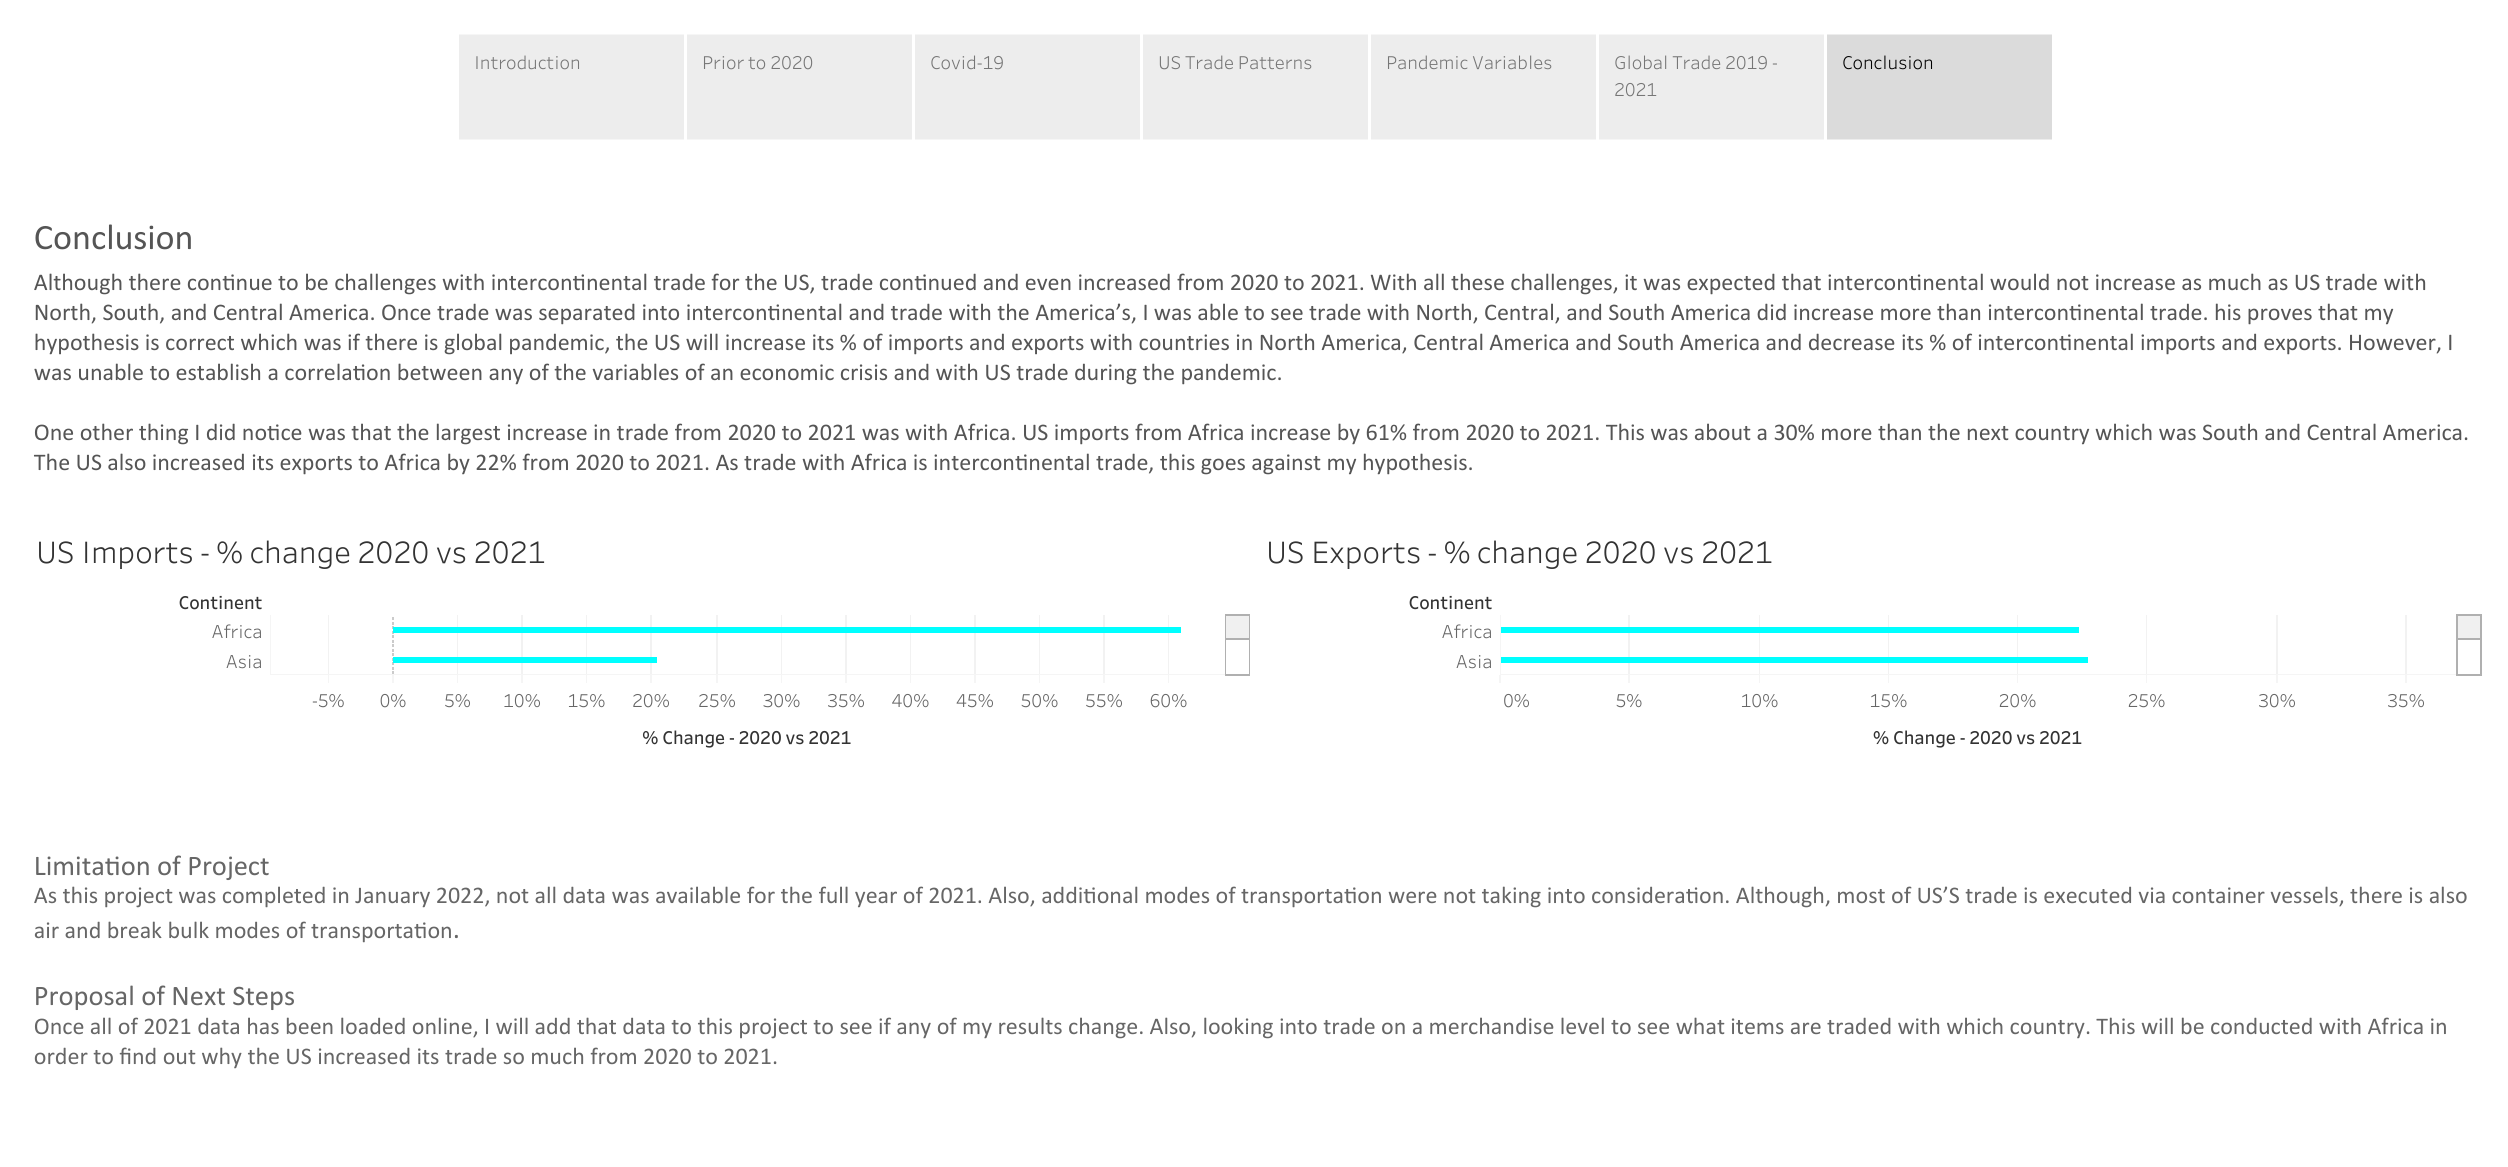 Introduction
Prior to 2020
Covid-19
US Trade Patterns
Pandemic Variables
Global Trade 2019 -
2021
Conclusion
Conclusion
Although there continue to be challenges with intercontinental trade for the US, trade continued and even increased from 2020 to 2021. With all these challenges, it was expected that intercontinental would not increase as much as US trade with
North, South, and Central America. Once trade was separated into intercontinental and trade with the America’s, I was able to see trade with North, Central, and South America did increase more than intercontinental trade. his proves that my
hypothesis is correct which was if there is global pandemic, the US will increase its % of imports and exports with countries in North America, Central America and South America and decrease its % of intercontinental imports and exports. However, I
was unable to establish a correlation between any of the variables of an economic crisis and with US trade during the pandemic.
One other thing I did notice was that the largest increase in trade from 2020 to 2021 was with Africa. US imports from Africa increase by 61% from 2020 to 2021. This was about a 30% more than the next country which was South and Central America.
The US also increased its exports to Africa by 22% from 2020 to 2021. As trade with Africa is intercontinental trade, this goes against my hypothesis.
US Imports - % change 2020 vs 2021
Continent
Africa
Asia
-5% 0% 5% 10% 15% 20% 25% 30% 35% 40% 45% 50% 55% 60%
% Change - 2020 vs 2021
US Exports - % change 2020 vs 2021
Continent
Africa
Asia
0% 5% 10% 15% 20% 25% 30% 35%
% Change - 2020 vs 2021
Limitation of Project
As this project was completed in January 2022, not all data was available for the full year of 2021. Also, additional modes of transportation were not taking into consideration. Although, most of US’S trade is executed via container vessels, there is also
air and break bulk modes of transportation.
Proposal of Next Steps
Once all of 2021 data has been loaded online, I will add that data to this project to see if any of my results change. Also, looking into trade on a merchandise level to see what items are traded with which country. This will be conducted with Africa in
order to find out why the US increased its trade so much from 2020 to 2021.